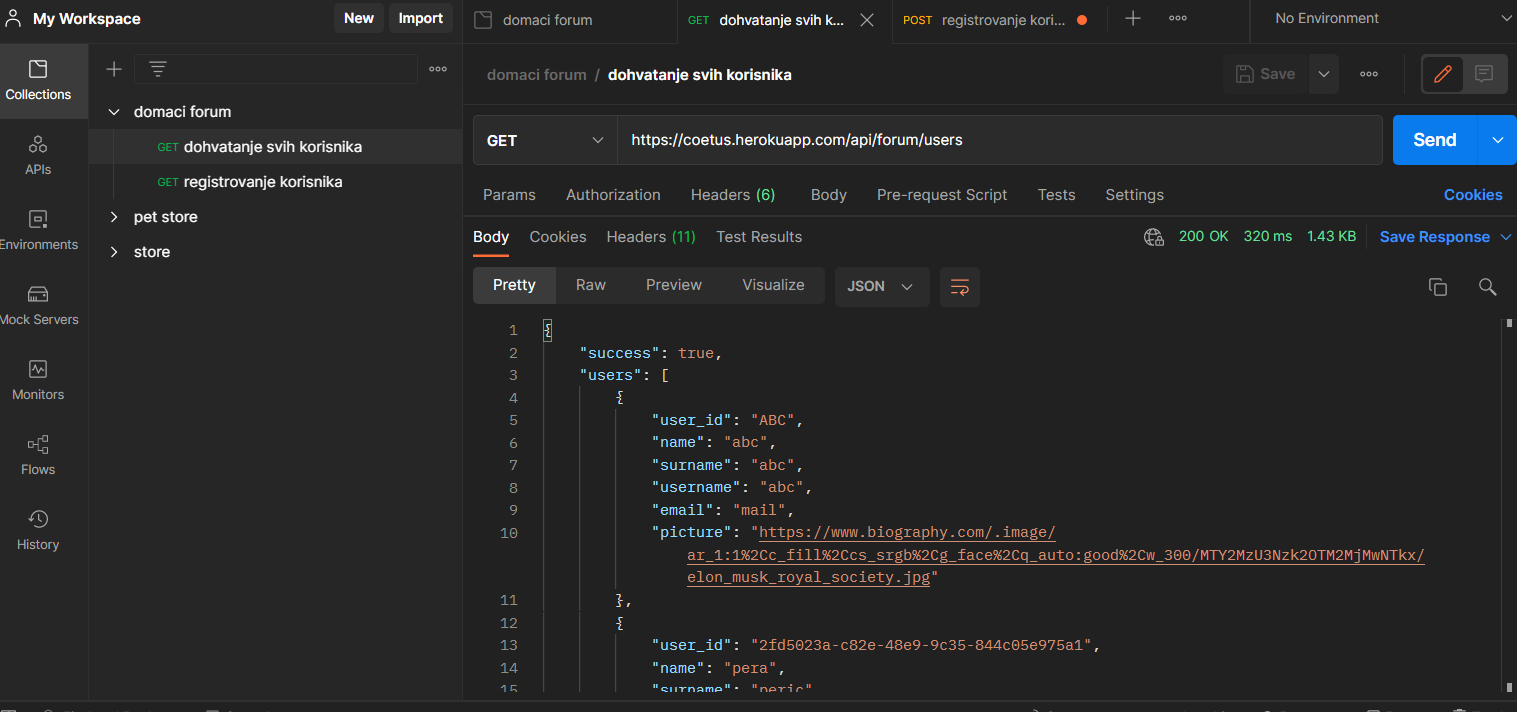 My Workspace
New
Import
domaci forum
GET dohvatanje svih k...
POST registrovanje kori...
No Environment
Collections
APIs
Environments
Mock Servers
Monitors
Flows
History
domaci forum
GET dohvatanje svih korisnika
GET registrovanje korisnika
pet store
store
domaci forum / dohvatanje svih korisnika
Save
GET
https://coetus.herokuapp.com/api/forum/users
Send
Params Authorization Headers (6) Body Pre-request Script Tests Settings Cookies
Body Cookies Headers (11) Test Results
200 OK 320 ms 1.43 KB Save Response
Pretty Raw Preview Visualize JSON
1 {
2 "success": true,
3 "users": [
4 {
5 "user_id": "ABC",
6 "name": "abc",
7 "surname": "abc",
8 "username": "abc",
9 "email": "mail",
10 "picture": "https://www.biography.com/.image/
ar_1:1%2Cc_fill%2Ccs_srgb%2Cg_face%2Cq_auto:good%2Cw_300/MTY2MzU3Nzk2OTM2MjMwNTkx/
elon_musk_royal_society.jpg"
11 },
12 {
13 "user_id": "2fd5023a-c82e-48e9-9c35-844c05e975a1",
14 "name": "pera",
15 "surname": "peric"